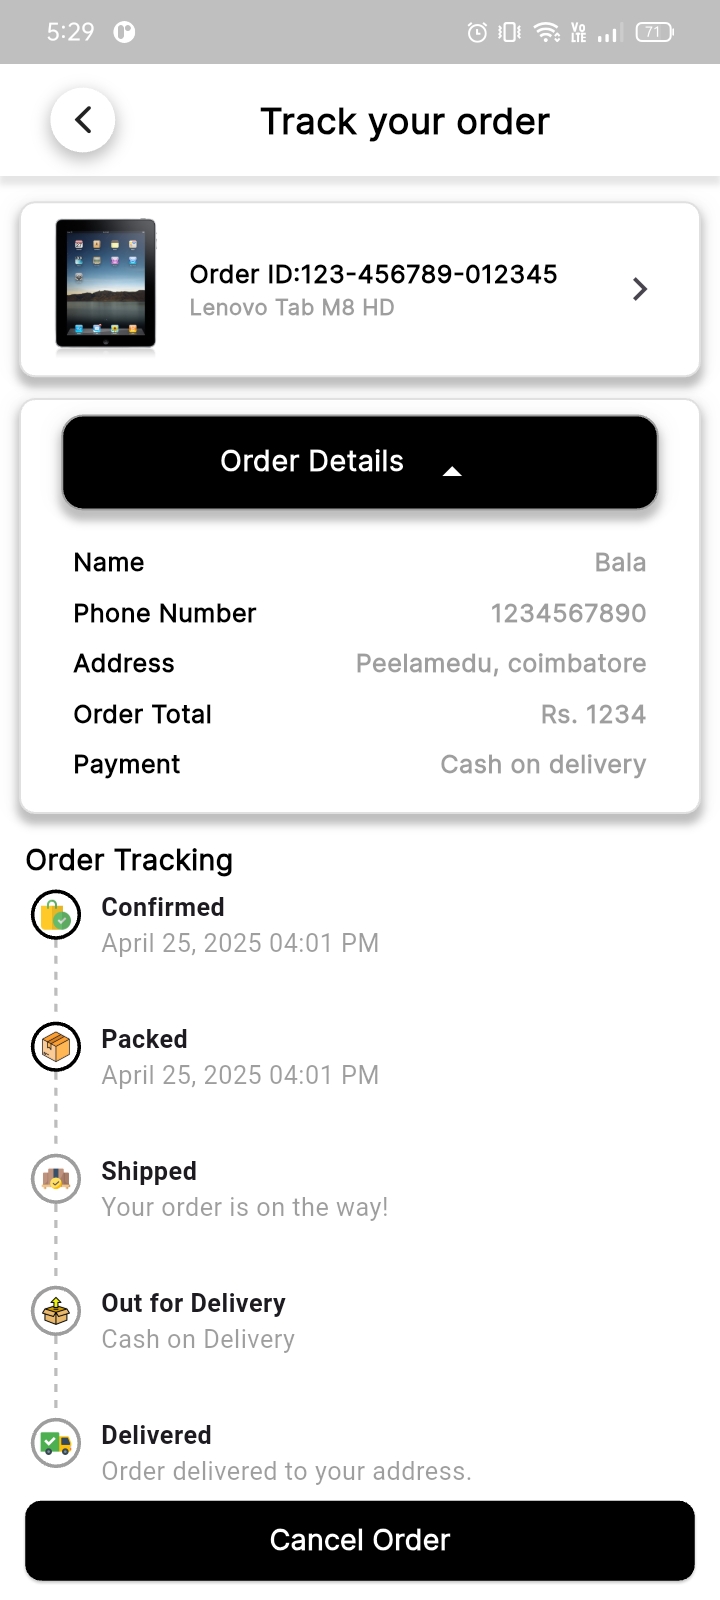 5:29
Vo
LTE
71
Track your order
Order ID:123-456789-012345
Lenovo Tab M8 HD
Order Details
Name Bala
Phone Number 1234567890
Address Peelamedu, coimbatore
Order Total Rs. 1234
Payment Cash on delivery
Order Tracking
Confirmed
April 25, 2025 04:01 PM
Packed
April 25, 2025 04:01 PM
Shipped
Your order is on the way!
Out for Delivery
Cash on Delivery
Delivered
Order delivered to your address.
Cancel Order